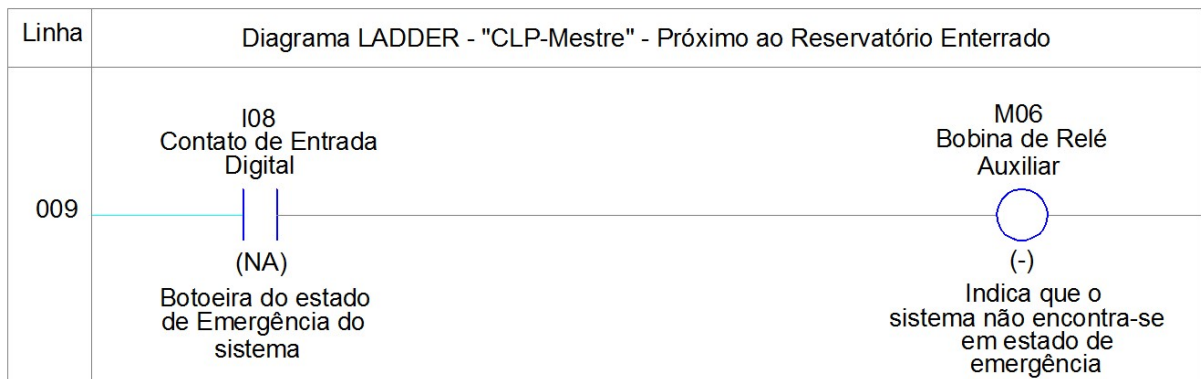 Linha
Diagrama LADDER - "CLP-Mestre" - Próximo ao Reservatório Enterrado
009
I08
Contato de Entrada
Digital
(NA)
Botoeira do estado
de Emergência do
sistema
M06
Bobina de Relé
Auxiliar
(-)
Indica que o
sistema não encontra-se
em estado de
emergência